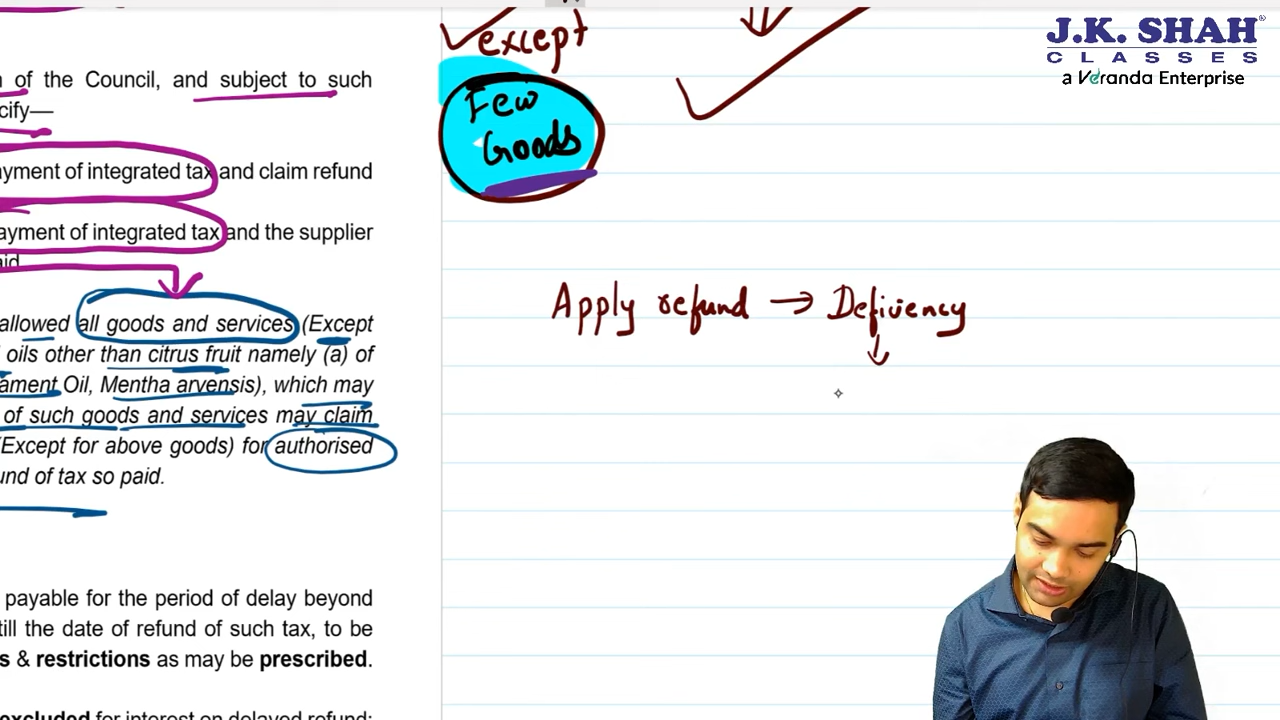 J.K. SHAH
CLASSES
a Veranda Enterprise
of the Council, and subject to such
cify—
ayment of integrated tax and claim refund
ayment of integrated tax and the supplier
aid
allowed all goods and services (Except
oils other than citrus fruit namely (a) of
ament Oil, Mentha arvensis), which may
of such goods and services may claim
(Except for above goods) for authorised
und of tax so paid.
payable for the period of delay beyond
till the date of refund of such tax, to be
s & restrictions as may be prescribed.
excluded for interest on delayed refund:
except
Few
Goods
Apply refund → Defivency